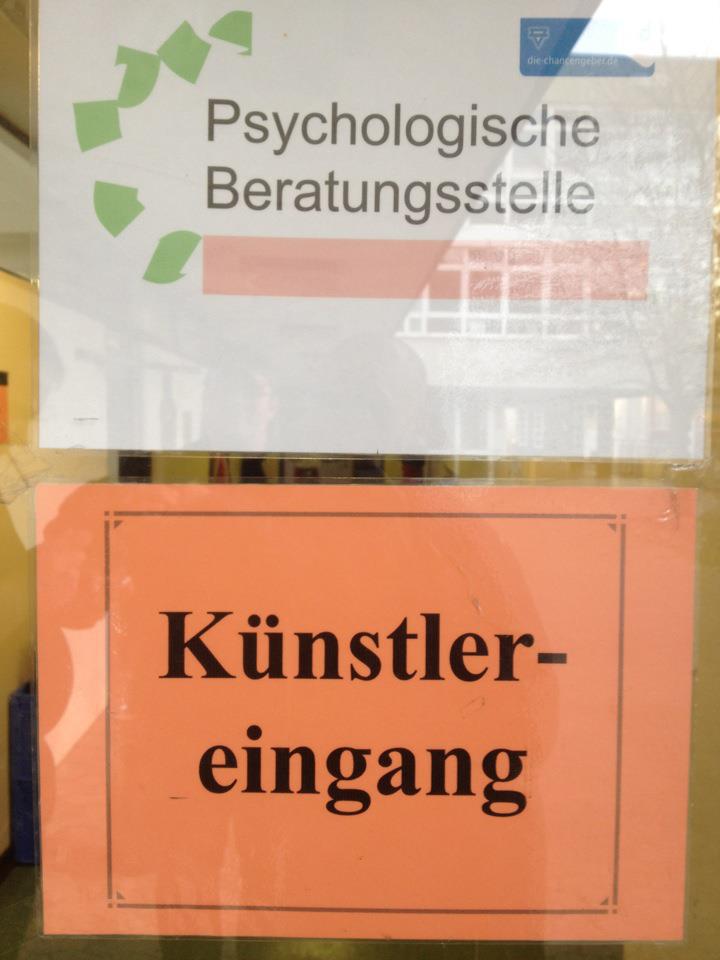 die-chancengeber.de
Psychologische
Beratungsstelle
Künstler-
eingang